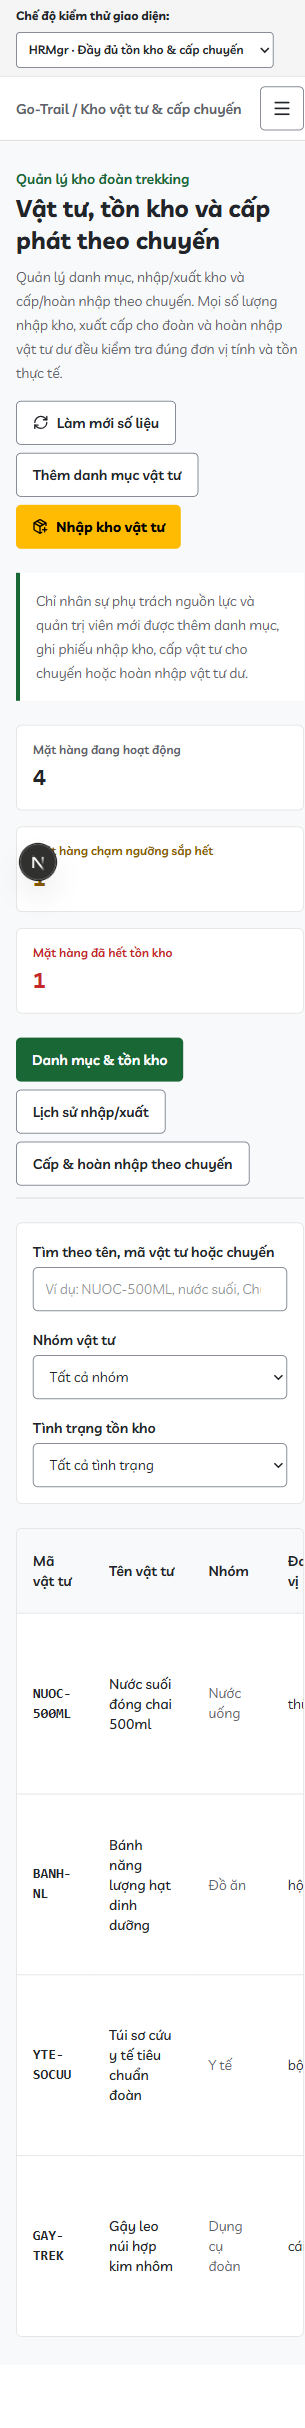 Chế độ kiểm thử giao diện:
HRMgr · Đầy đủ tồn kho & cấp chuyến
Go-Trail / Kho vật tư & cấp chuyến
Quản lý kho đoàn trekking
Vật tư, tồn kho và cấp
phát theo chuyến
Quản lý danh mục, nhập/xuất kho và
cấp/hoàn nhập theo chuyến. Mọi số lượng
nhập kho, xuất cấp cho đoàn và hoàn nhập
vật tư dư đều kiểm tra đúng đơn vị tính và tồn
thực tế.
Làm mới số liệu
Thêm danh mục vật tư
Nhập kho vật tư
Chỉ nhân sự phụ trách nguồn lực và
quản trị viên mới được thêm danh mục,
ghi phiếu nhập kho, cấp vật tư cho
chuyến hoặc hoàn nhập vật tư dư.
Mặt hàng đang hoạt động
4
hàng chạm ngưỡng sắp hết
N
Mặt hàng đã hết tồn kho
1
Danh mục & tồn kho
Lịch sử nhập/xuất
Cấp & hoàn nhập theo chuyến
Tìm theo tên, mã vật tư hoặc chuyến
Ví dụ: NUOC-500ML, nước suối, Ch
Nhóm vật tư
Tất cả nhóm
Tình trạng tồn kho
Tất cả tình trạng
Mã
vật tư
Tên vật tư
Nhóm
vị
NUOC-
500ML
Nước suối
đóng chai
500ml
Nước
uống
BANH-
NL
Bánh
năng
lượng hạt
dinh
dưỡng
Đồ ăn
YTE-
SOCUU
Túi sơ cứu
y tế tiêu
chuẩn
đoàn
Y tế
bộ
GAY-
TREK
Gậy leo
núi hợp
kim nhôm
Dụng
cụ
đoàn